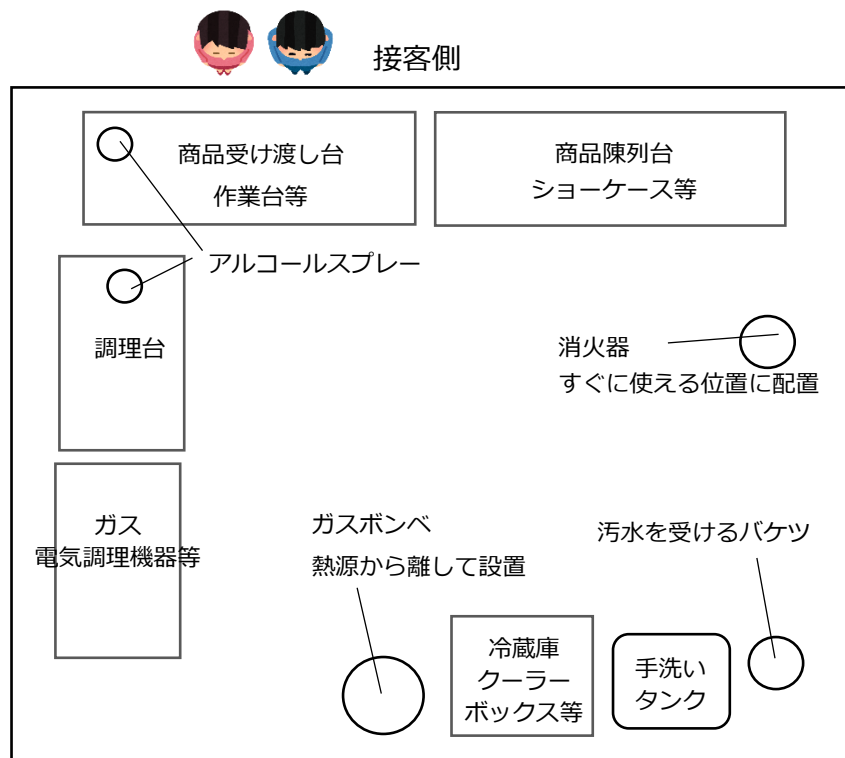 接客側
商品受け渡し台
作業台等
商品陳列台
ショーケース等
アルコールスプレー
調理台
消火器
すぐに使える位置に配置
ガス
電気調理機器等
ガスボンベ
熱源から離して設置
汚水を受けるバケツ
冷蔵庫
クーラー
ボックス等
手洗い
タンク